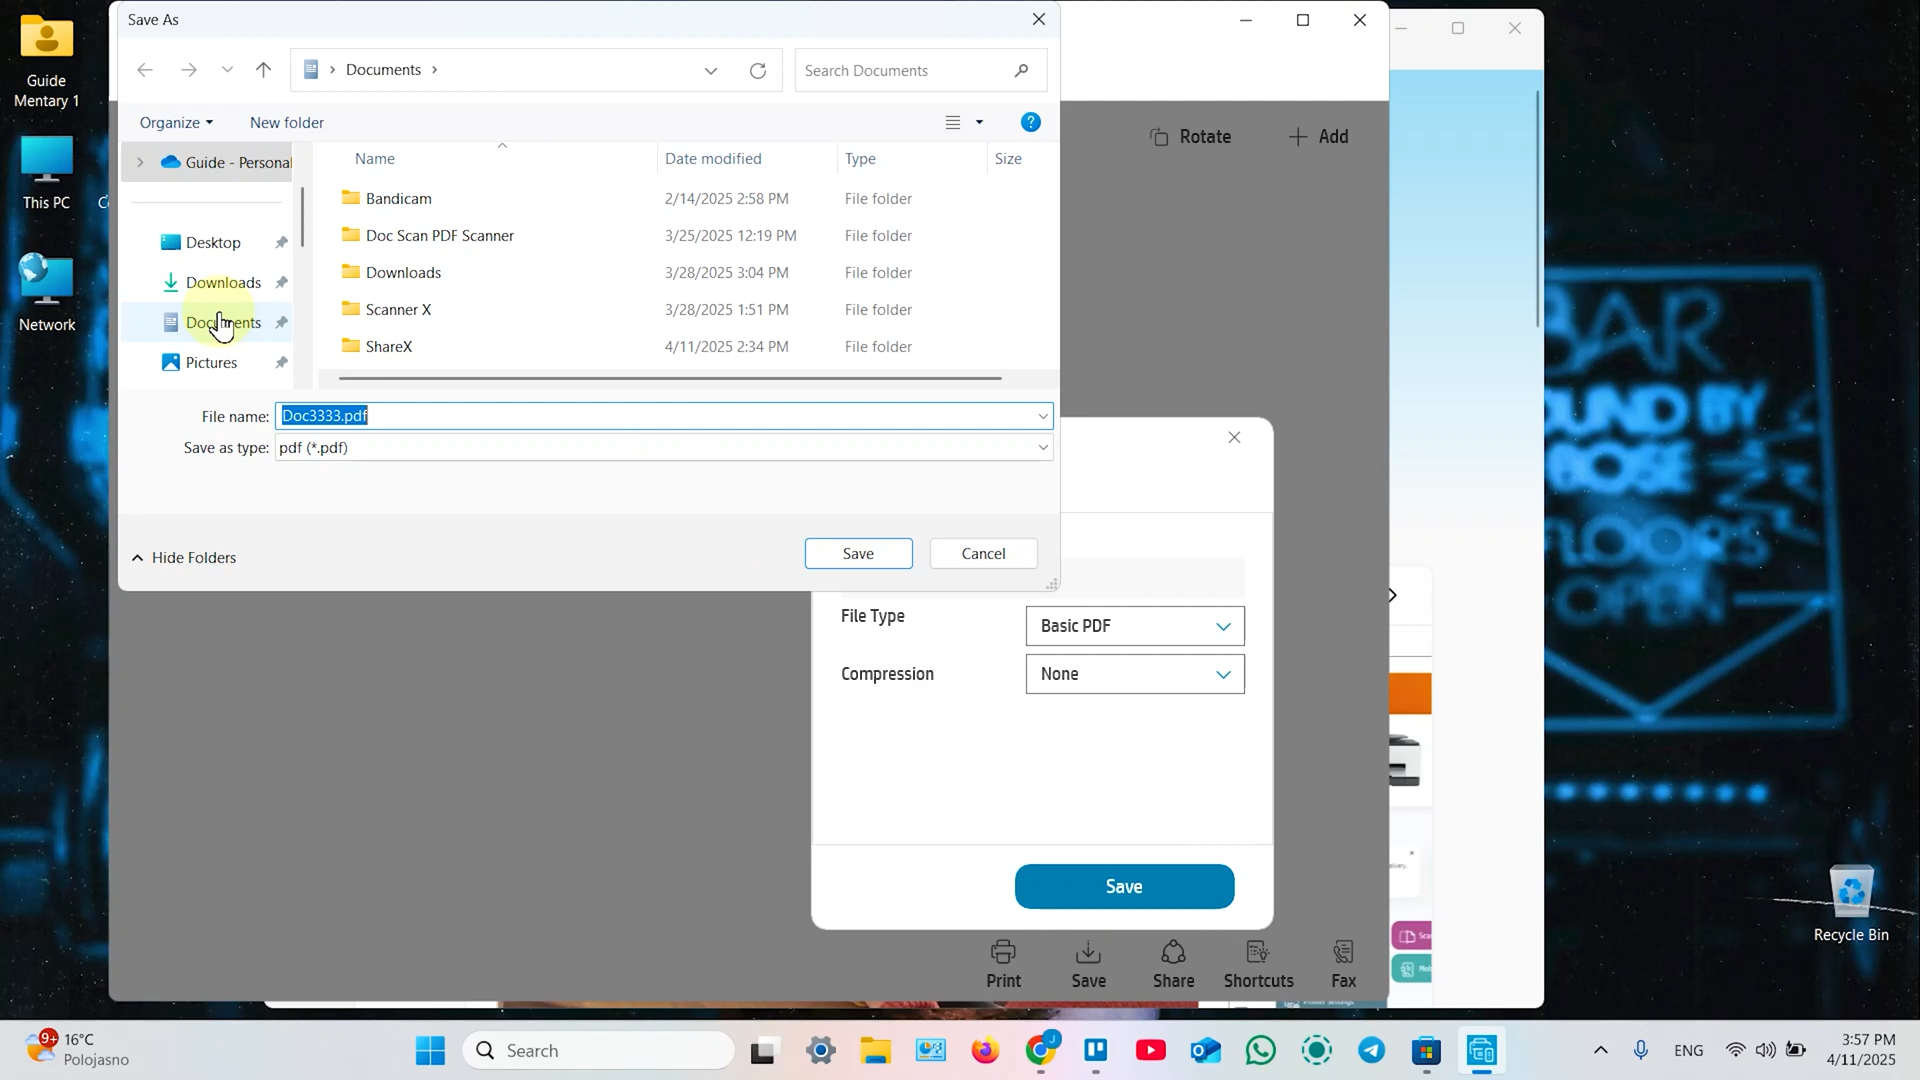 Save As
Documents
Search Documents
Organize
New folder
Guide - Personal
Desktop
Downloads
Documents
Pictures
Name
Date modified
Type
Size
Bandicam
2/14/2025 2:58 PM
File folder
Doc Scan PDF Scanner
3/25/2025 12:19 PM
File folder
Downloads
3/28/2025 3:04 PM
File folder
Scanner X
3/28/2025 1:51 PM
File folder
ShareX
4/11/2025 2:34 PM
File folder
File name:
Doc3333.pdf
Save as type:
pdf (*.pdf)
Hide Folders
Save
Cancel
Rotate
Add
File Type
Basic PDF
Compression
None
Save
Print
Save
Share
Shortcuts
Fax
Guide
Mentary 1
This PC
Network
Recycle Bin
BAR
OPEN
9+
16°C
Polojasno
Search
ENG
3:57 PM
4/11/2025